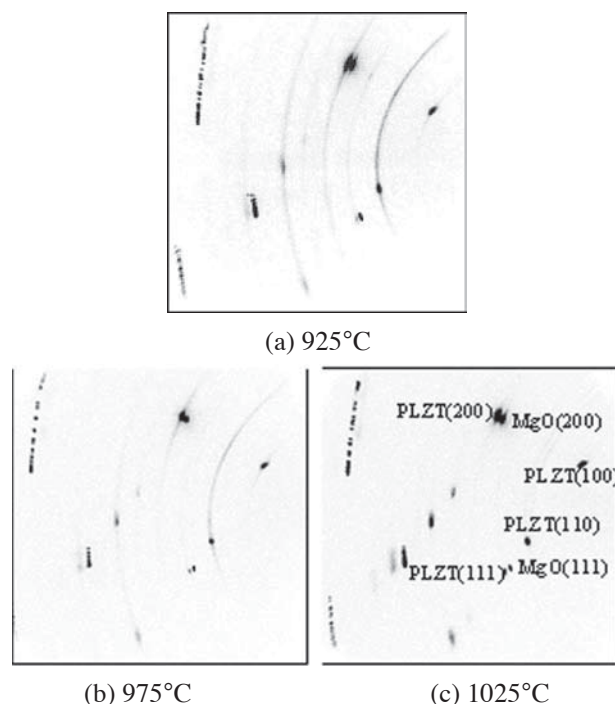 (a) 925°C
PLZT(200)
MgO(200)
PLZT(100)
PLZT(110)
PLZT(111)
MgO(111)
(b) 975°C
(c) 1025°C